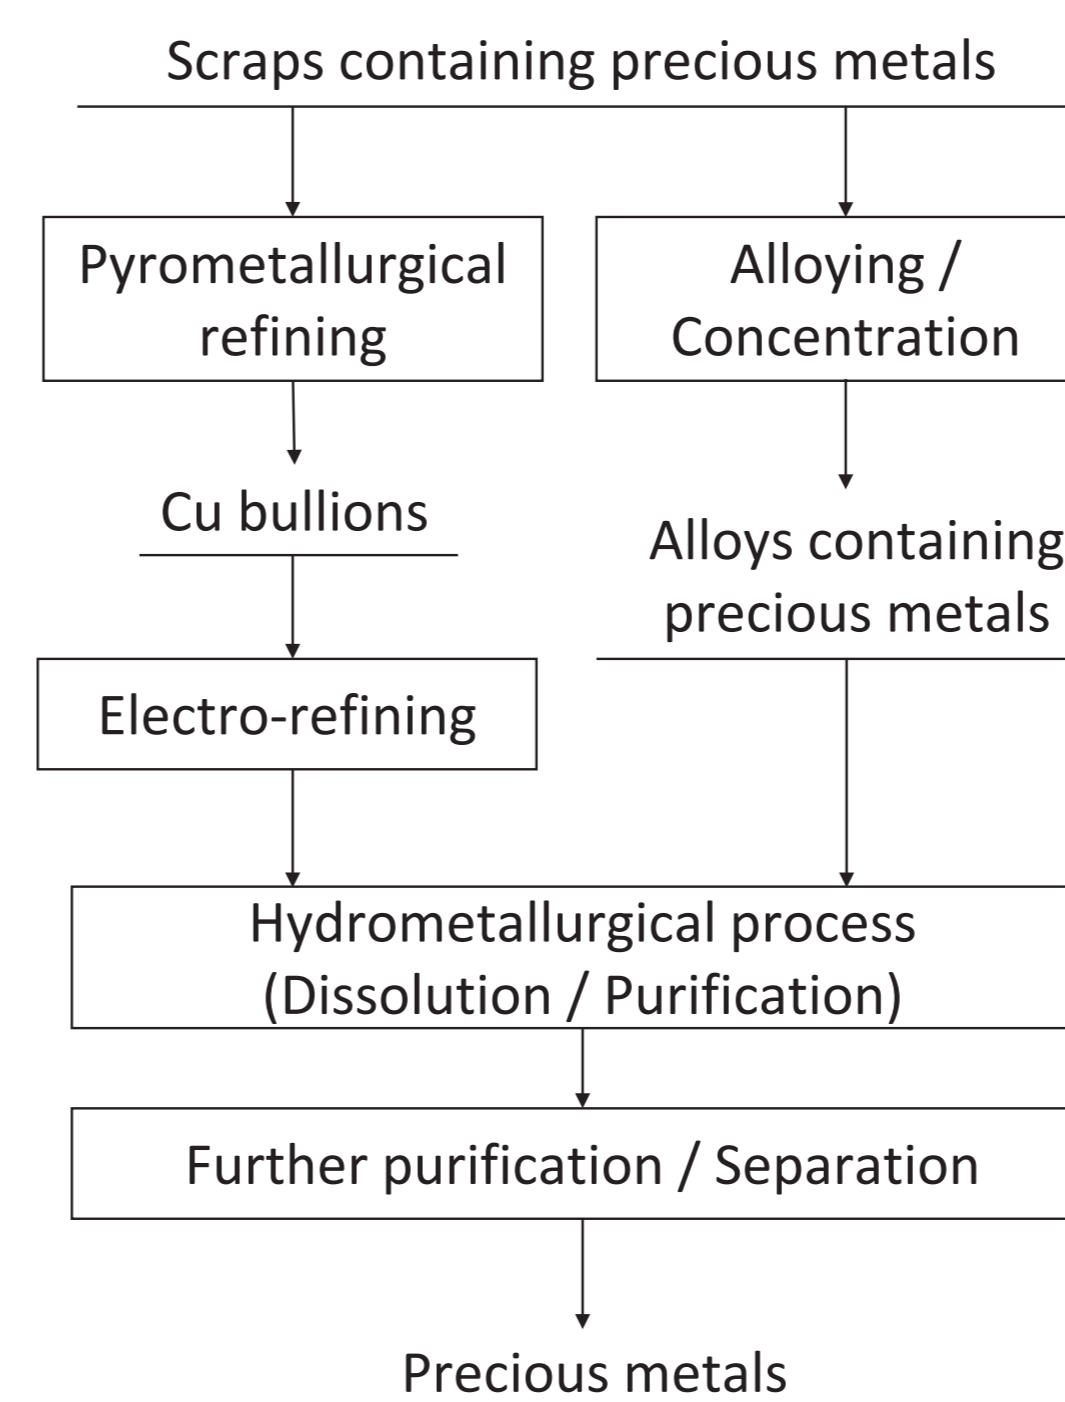 Scraps containing precious metals
Pyrometallurgical
refining
Alloying /
Concentration
Cu bullions
Alloys containing
precious metals
Electro-refining
Hydrometallurgical process
(Dissolution / Purification)
Further purification / Separation
Precious metals